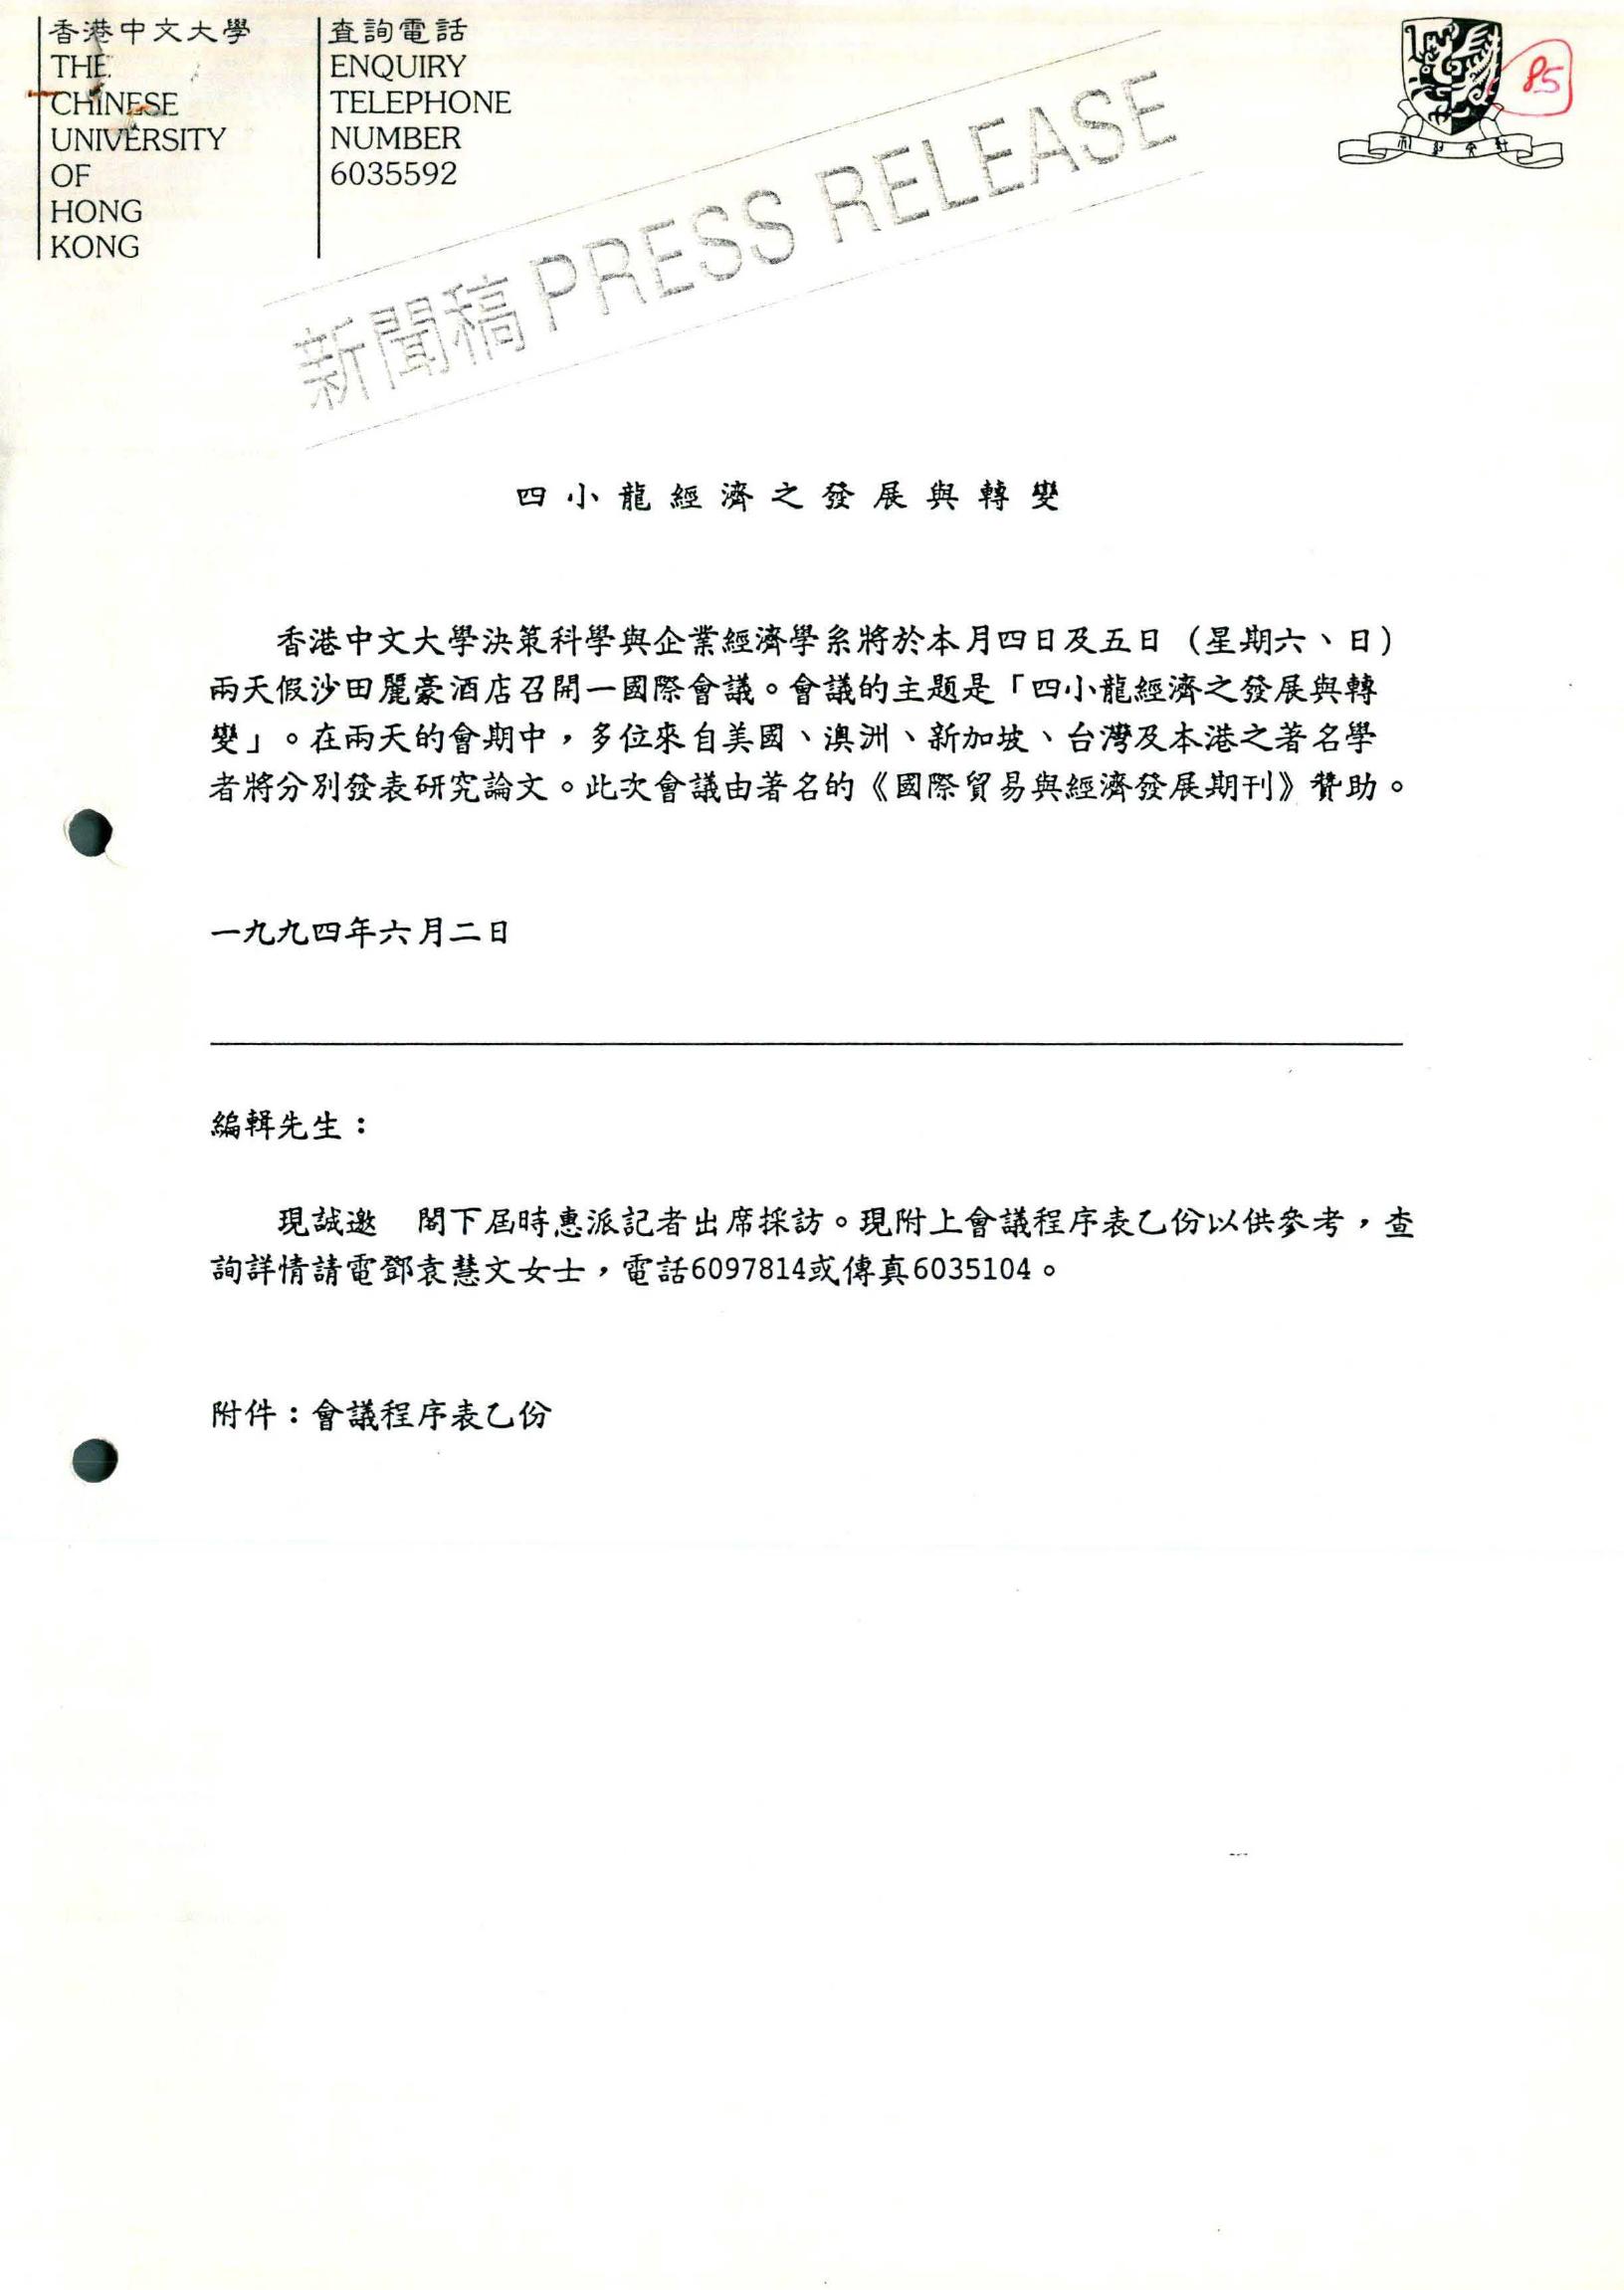 香港中文大學
THE
CHINESE
UNIVERSITY
OF
HONG
KONG
查詢電話
ENQUIRY
TELEPHONE
NUMBER
6035592
85
新聞稿 PRESS RELEASE
四小龍經濟之發展與轉變
香港中文大學決策科學與企業經濟學系將於本月四日及五日（星期六、日）
兩天假沙田麗豪酒店召開一國際會議。會議的主題是「四小龍經濟之發展與轉
變」。在兩天的會期中，多位來自美國、澳洲、新加坡、台灣及本港之著名學
者將分別發表研究論文。此次會議由著名的《國際貿易與經濟發展期刊》贊助。
一九九四年六月二日
編輯先生：
現誠邀　閣下屆時惠派記者出席採訪。現附上會議程序表乙份以供參考，查
詢詳情請電鄧袁慧文女士，電話6097814或傳真6035104。
附件：會議程序表乙份